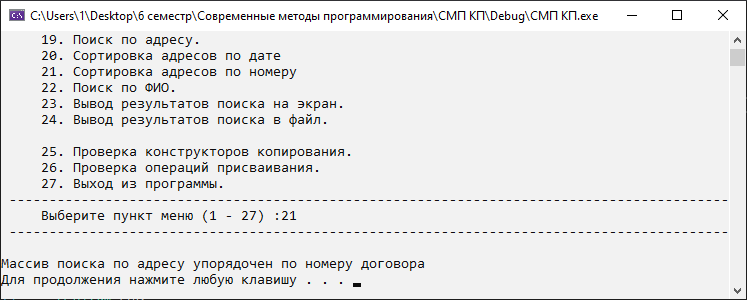 C:\Users\1\Desktop\6 семестр\Современные методы программирования\СМП КП\Debug\СМП КП.exe
19. Поиск по адресу.
20. Сортировка адресов по дате
21. Сортировка адресов по номеру
22. Поиск по ФИО.
23. Вывод результатов поиска на экран.
24. Вывод результатов поиска в файл.
25. Проверка конструкторов копирования.
26. Проверка операций присваивания.
27. Выход из программы.
Выберите пункт меню (1 - 27) :21
Массив поиска по адресу упорядочен по номеру договора
Для продолжения нажмите любую клавишу . . .